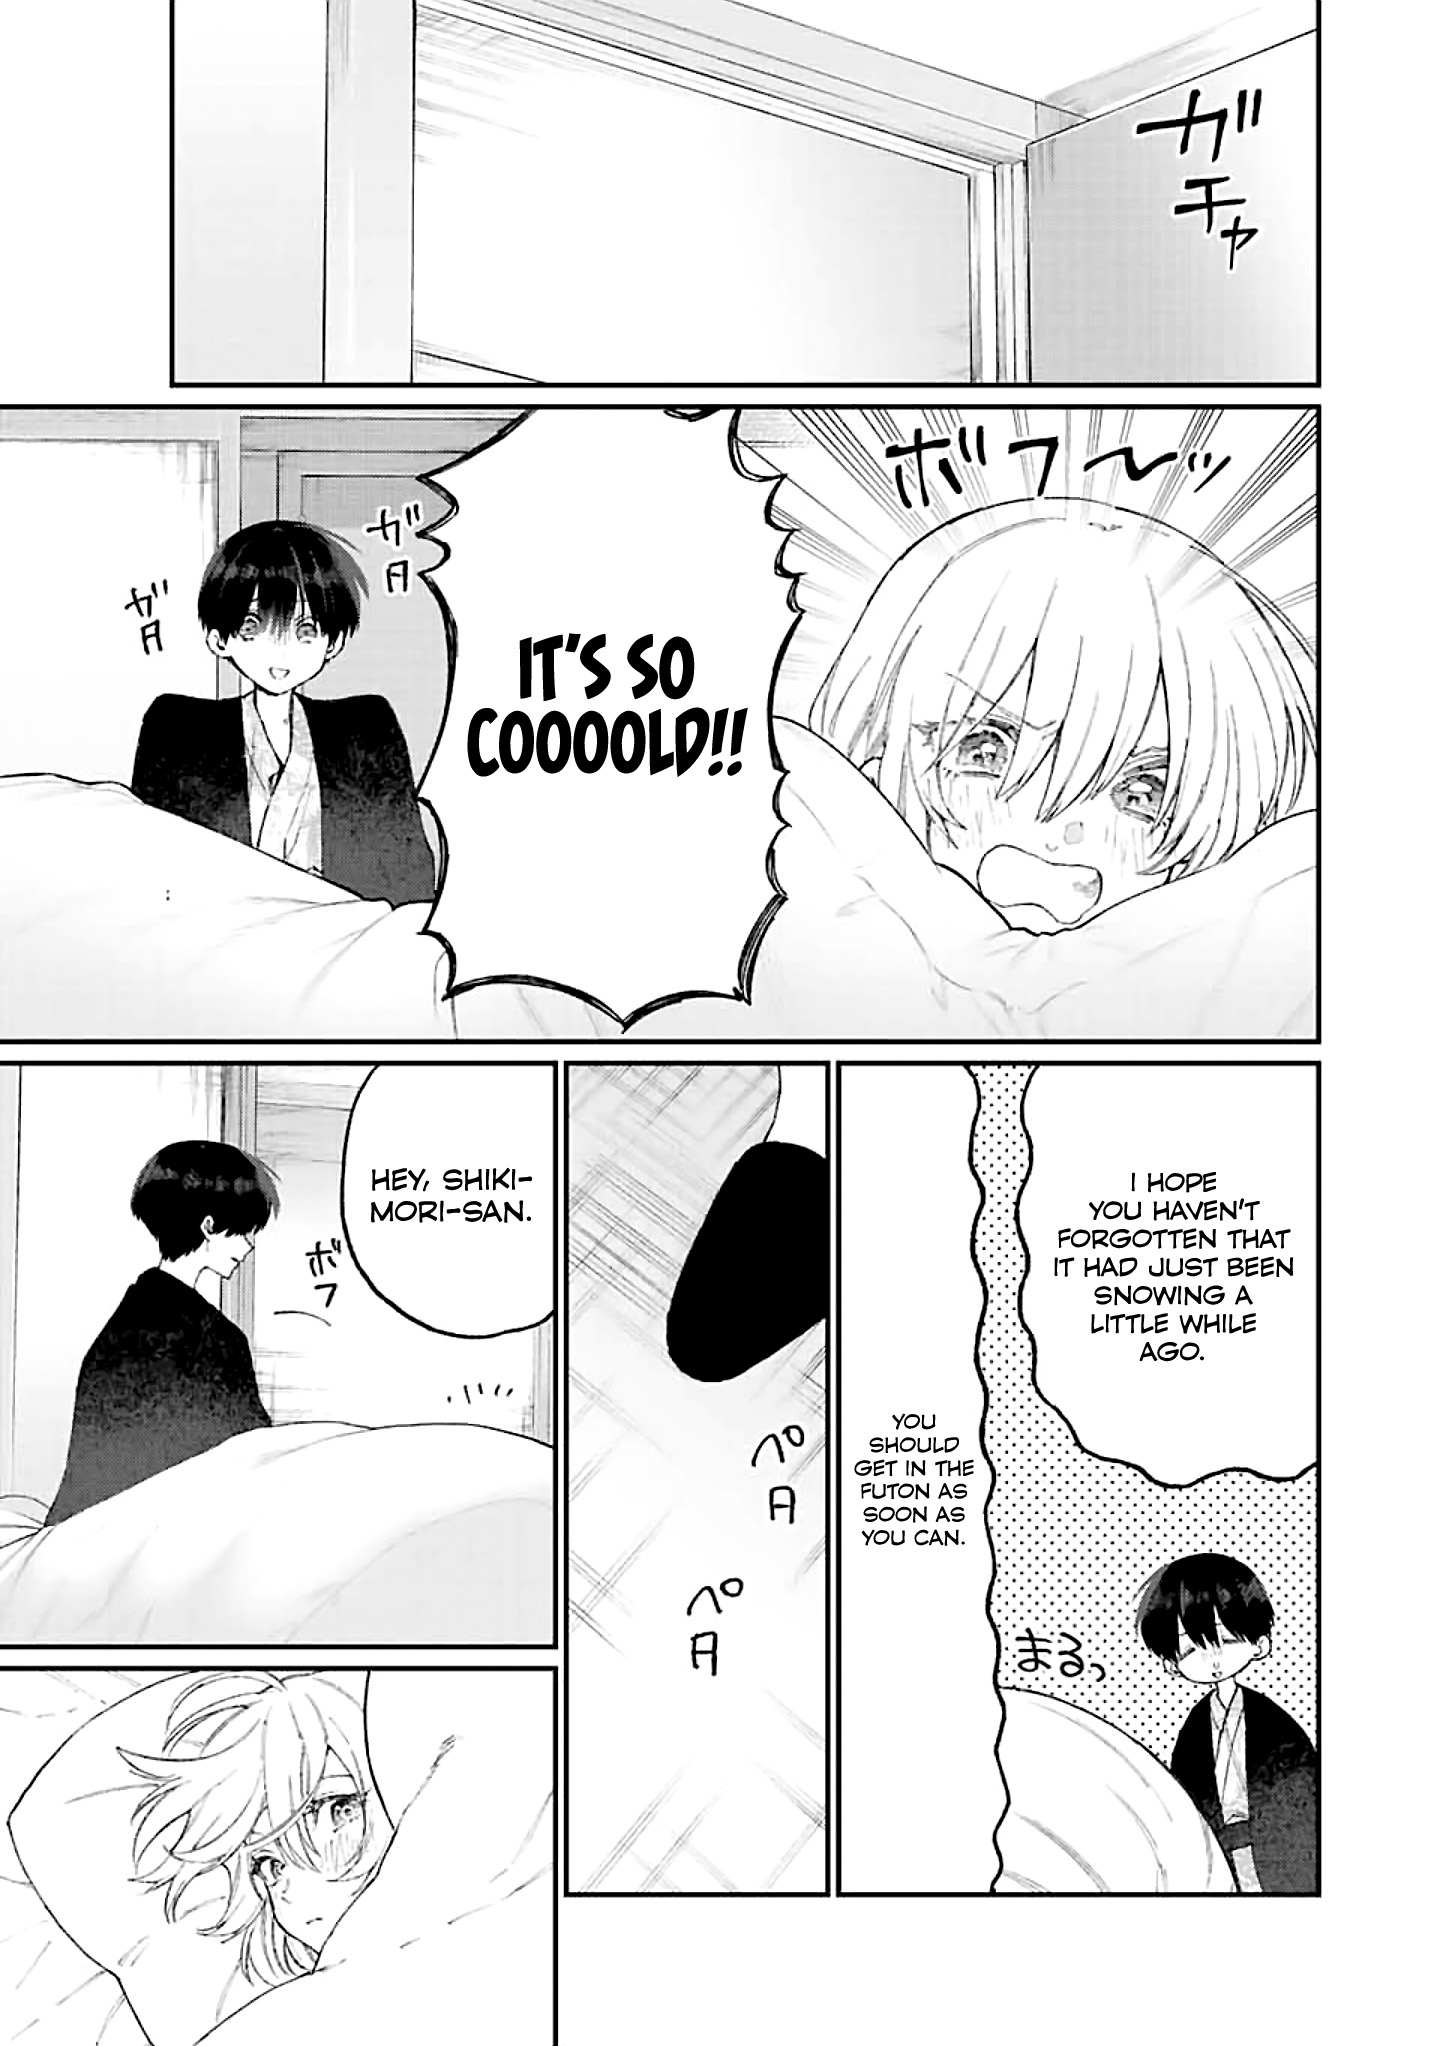 ガチャ
ボフ〜ッ
IT'S SO
COOOOLD!!
ガタ
ガタ
I HOPE
YOU HAVEN'T
FORGOTTEN THAT
IT HAD JUST BEEN
SNOWING A
LITTLE WHILE
AGO.
まるっ
YOU
SHOULD
GET IN THE
FUTON AS
SOON AS
YOU CAN.
ペタ
ペタ
HEY, SHIKI-
MORI-SAN.
ボフ